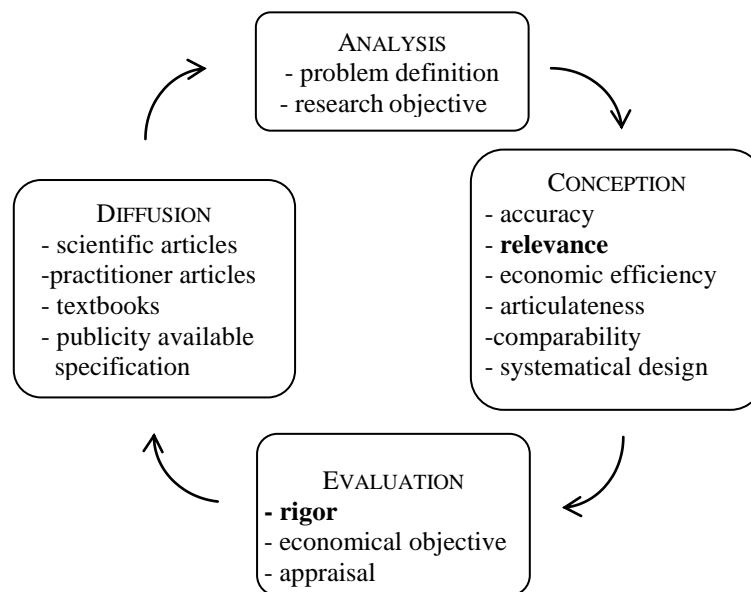 ANALYSIS
- problem definition
- research objective
CONCEPTION
- accuracy
- relevance
- economic efficiency
- articulateness
-comparability
- systematical design
EVALUATION
- rigor
- economical objective
- appraisal
DIFFUSION
- scientific articles
-practitioner articles
- textbooks
- publicity available
specification